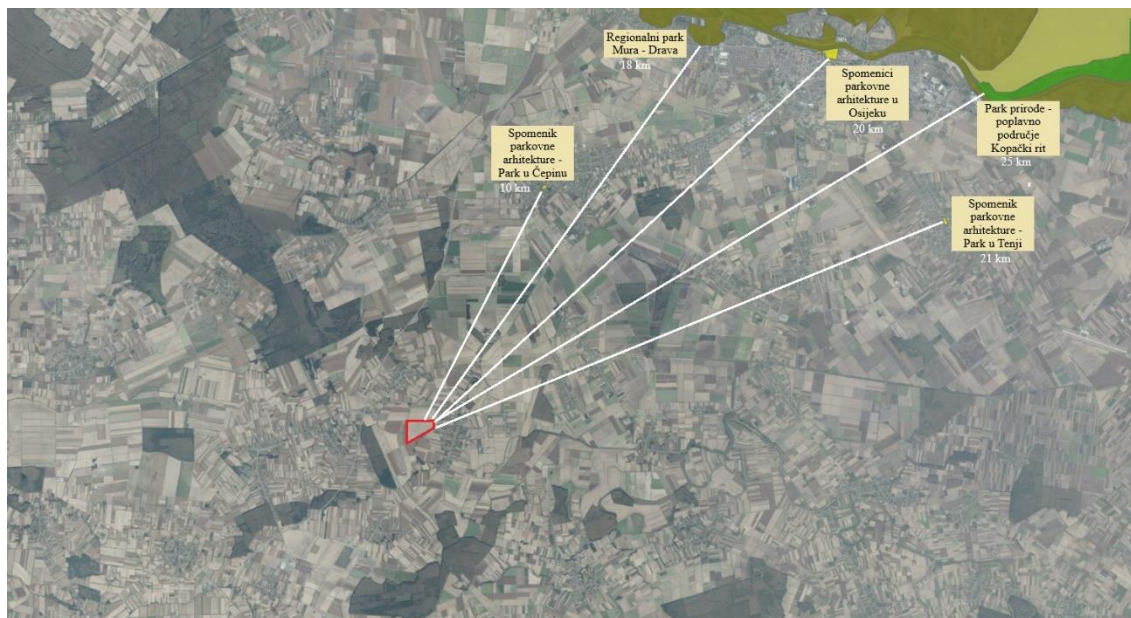 Regionalni park
Mura - Drava
18 km
Spomenici
parkovne
arhitekture u
Osijeku
20 km
Park prirode -
poplavno
područje
Kopački rit
25 km
Spomenik
parkovne
arhitekture -
Park u Čepinu
10 km
Spomenik
parkovne
arhitekture -
Park u Tenji
21 km